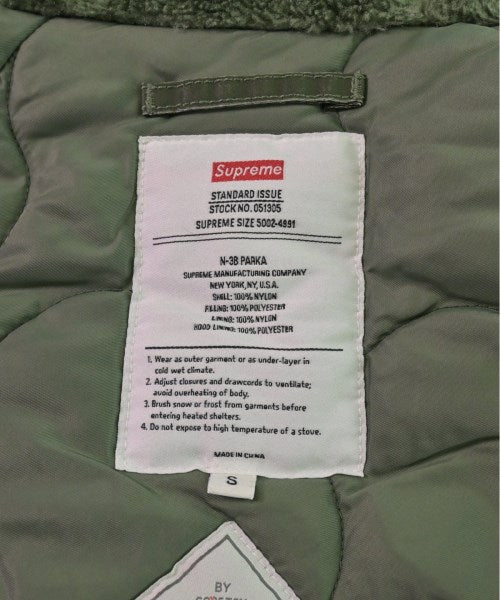 Supreme
STANDARD ISSUE
STOCK NO. 051305
SUPREME SIZE 5002-4891
N-3B PARKA
SUPREME MANUFACTURING COMPANY
NEW YORK, NY, U.S.A.
SHELL: 100% NYLON
FILLING: 100% POLYESTER
LINING: 100% NYLON
HOOD LINING: 100% POLYESTER
1. Wear as outer garment or as under-layer in
cold wet climate.
2. Adjust closures and drawcords to ventilate;
avoid overheating of body.
3. Brush snow or frost from garments before
entering heated shelters.
4. Do not expose to high temperature of a stove.
MADE IN CHINA
S
BY